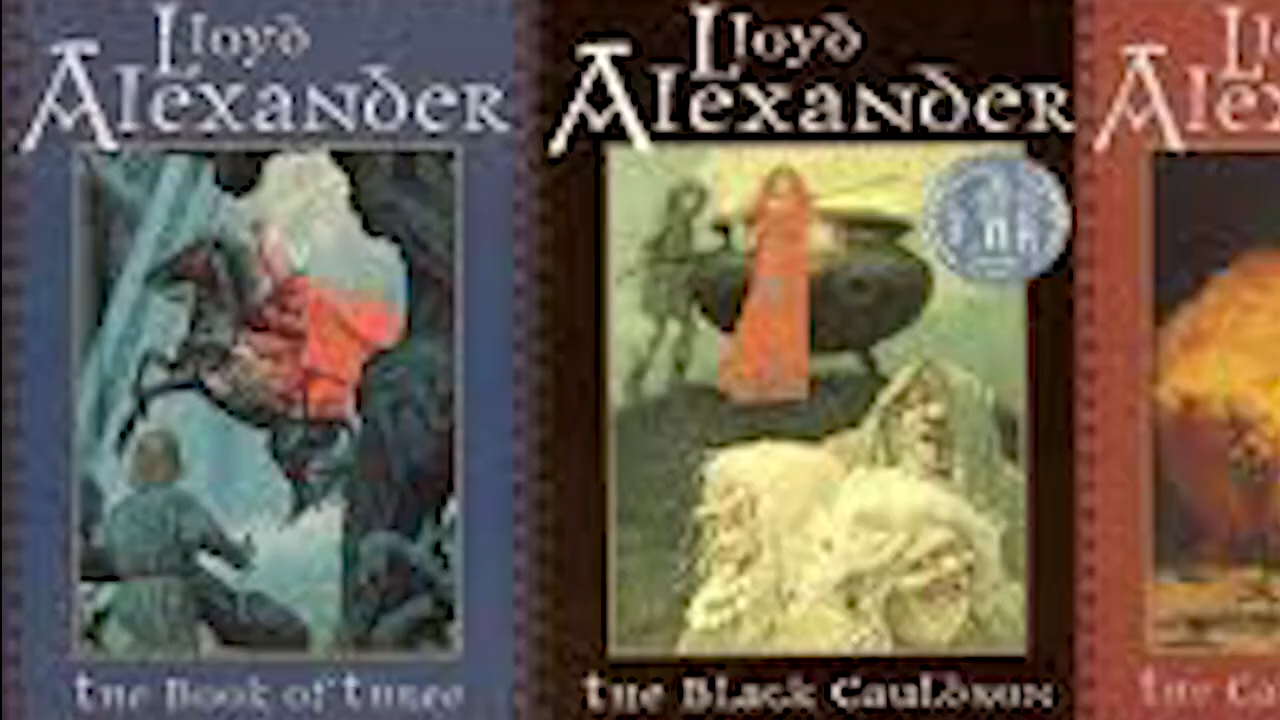 Lloyd
Alexander
the Book of three
Lloyd
Alexander
the Black Cauldron